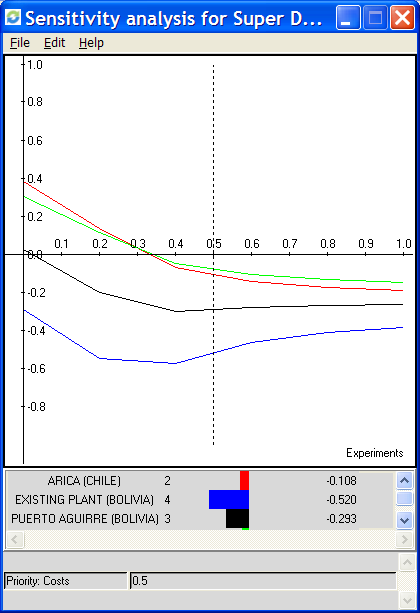 Sensitivity analysis for Super D...
File Edit Help
1.0
0.8
0.6
0.4
0.2
0.0
0.1 0.2 0.3 0.4 0.5 0.6 0.7 0.8 0.9 1.0
-0.2
-0.4
-0.6
-0.8
Experiments
ARICA (CHILE) 2 -0.108
EXISTING PLANT (BOLIVIA) 4 -0.520
PUERTO AGUIRRE (BOLIVIA) 3 -0.293
Priority: Costs 0.5